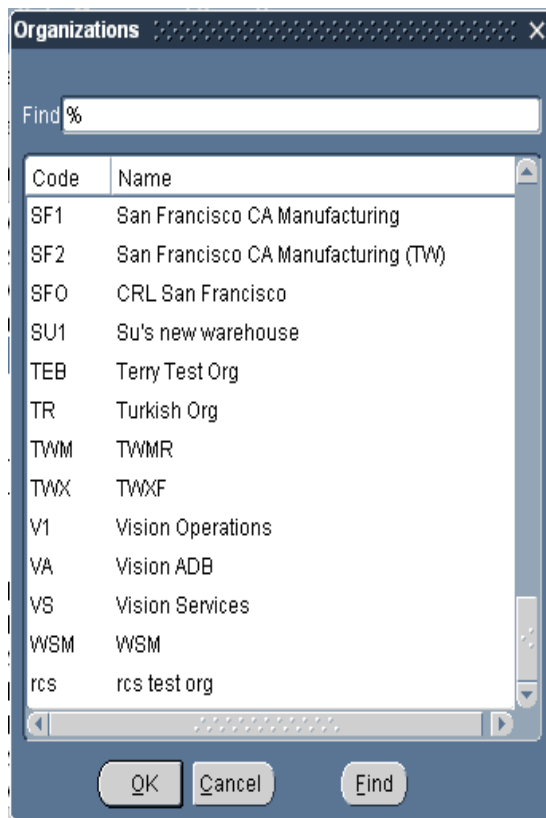 Organizations
Find %
Code Name
SF1 San Francisco CA Manufacturing
SF2 San Francisco CA Manufacturing (TW)
SFO CRL San Francisco
SU1 Su's new warehouse
TEB Terry Test Org
TR Turkish Org
TWM TWMR
TWX TWXF
V1 Vision Operations
VA Vision ADB
VS Vision Services
WSM WSM
rcs rcs test org
OK Cancel Find